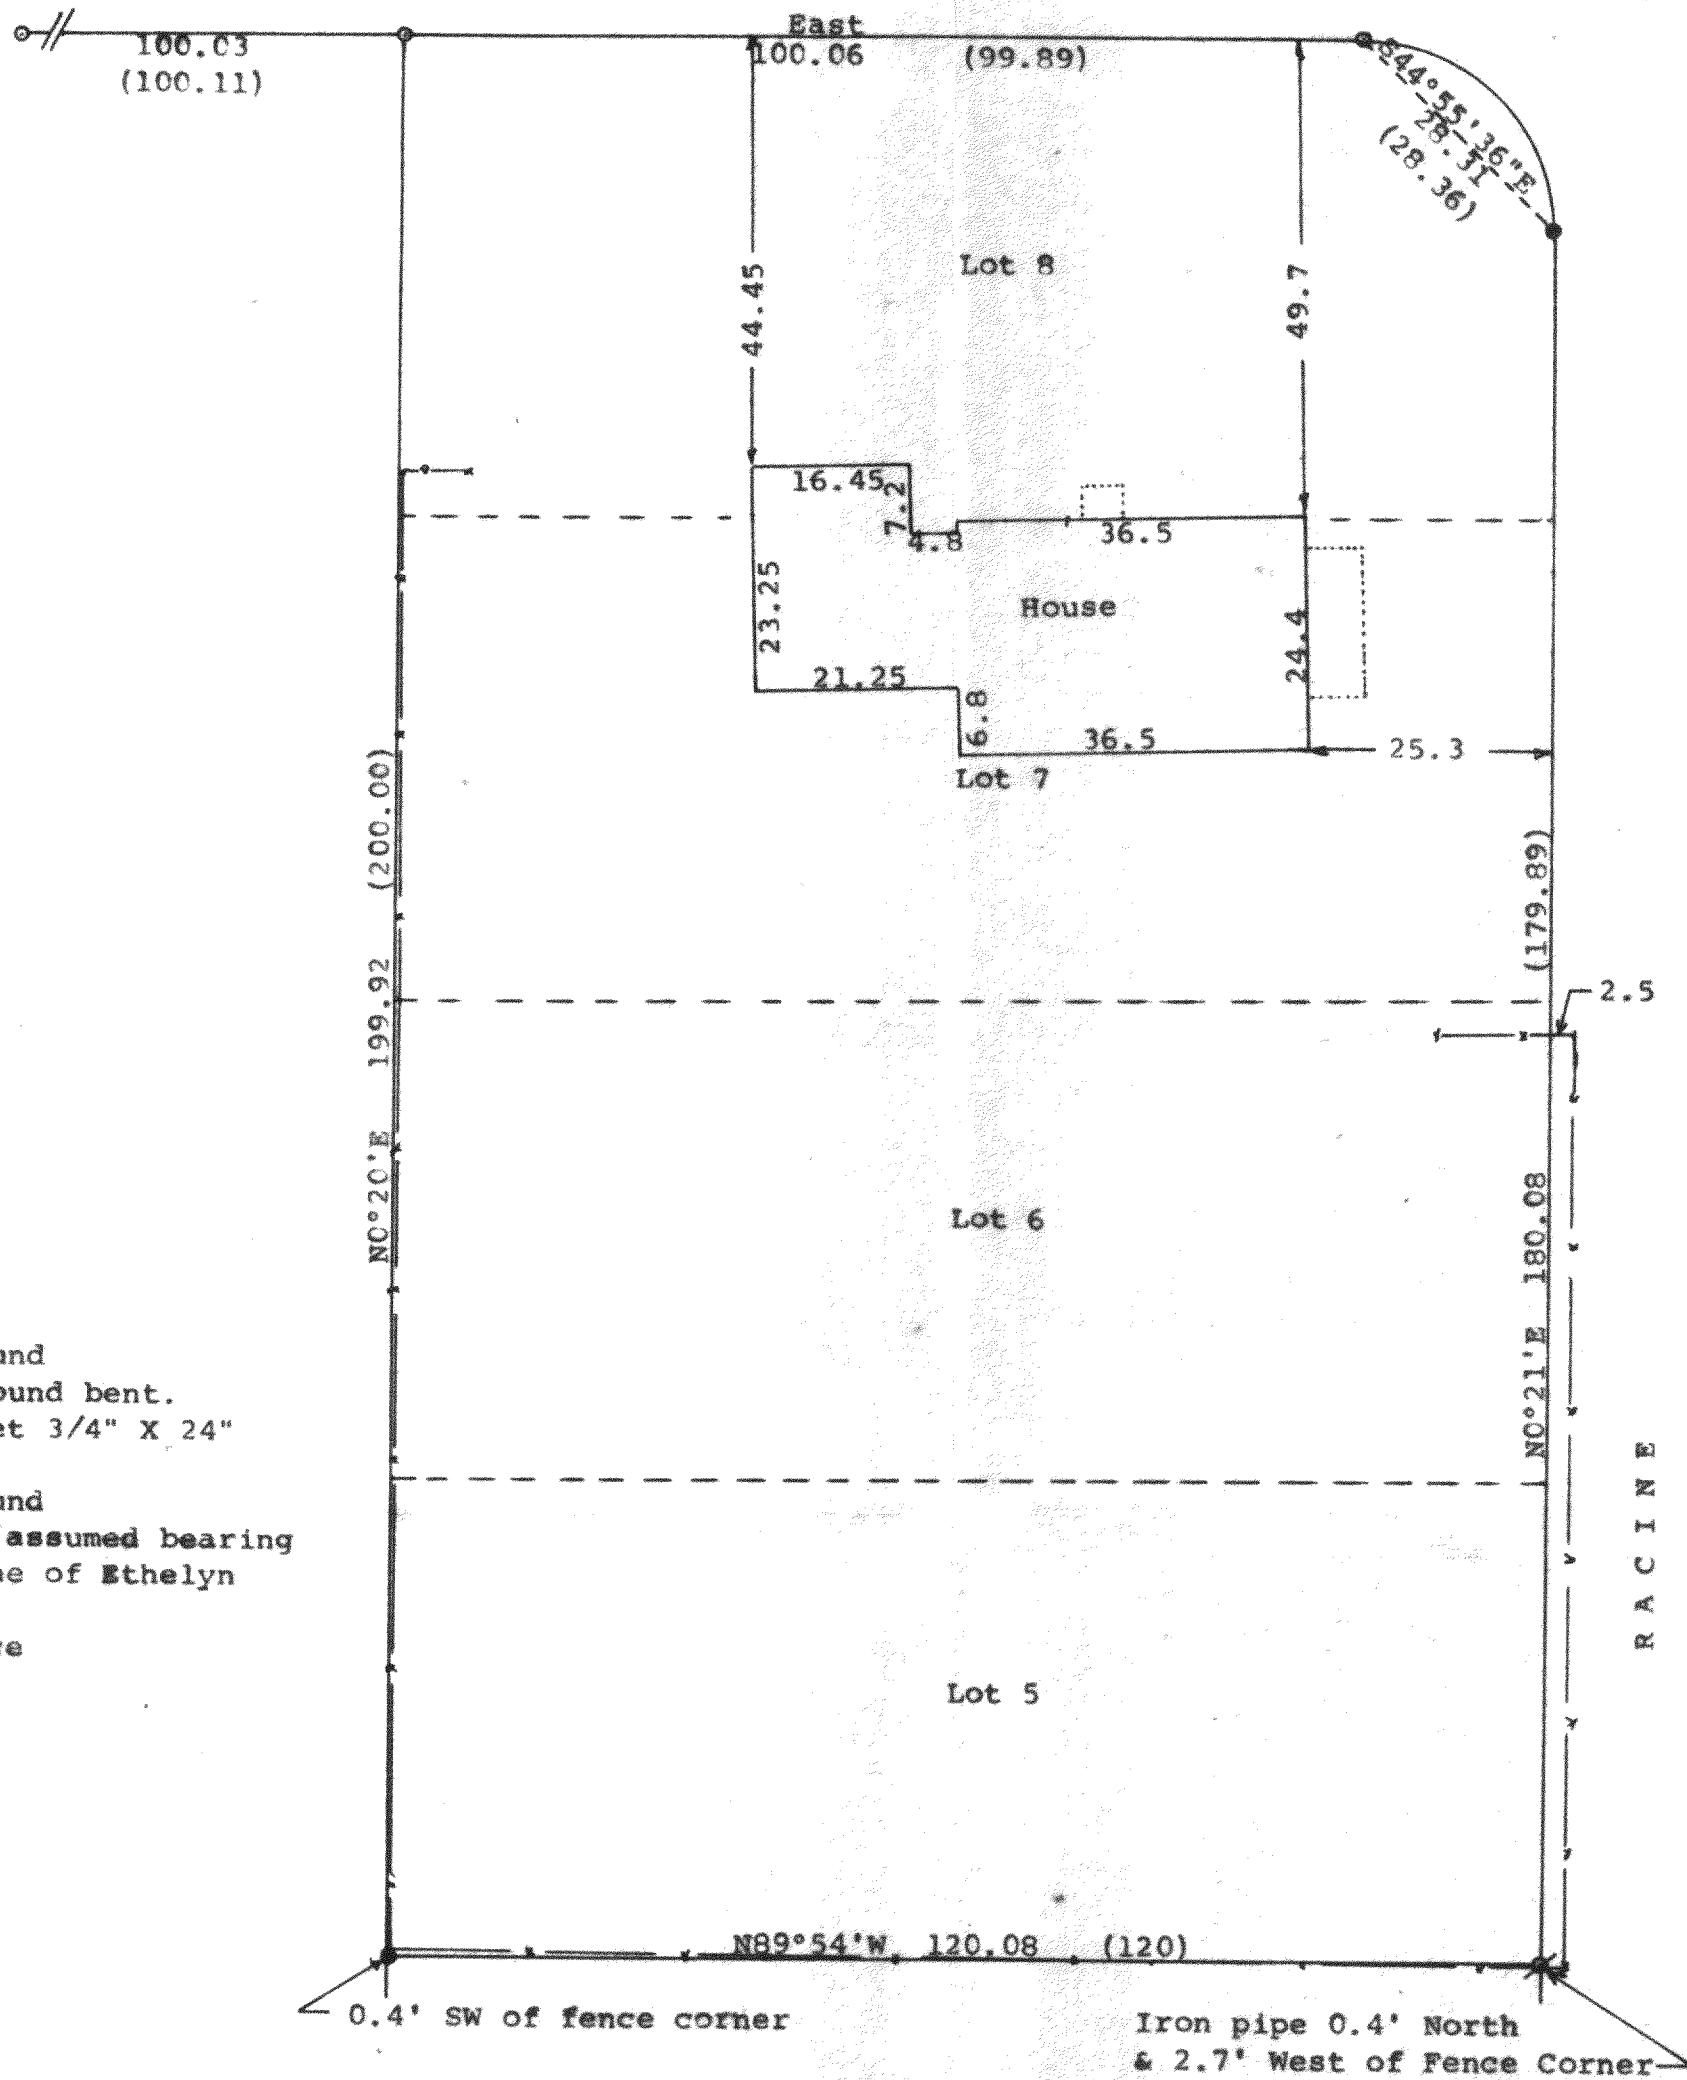 East
100.03
100.06 (99.89)
(100.11)
S44°55'36"E
28.31
(28.36)
Lot 8
44.45
49.7
16.45
7.2
4.8
36.5
23.25
House
24.4
21.25
6.8
36.5
25.3
Lot 7
N0°20'E 199.92 (200.00)
N0°21'E 180.08 (179.89)
2.5
Lot 6
und
ound bent.
et 3/4" X 24"
und
assumed bearing
ne of Ethelyn
re
RACINE
Lot 5
N89°54'W 120.08 (120)
0.4' SW of fence corner
Iron pipe 0.4' North
& 2.7' West of Fence Corner